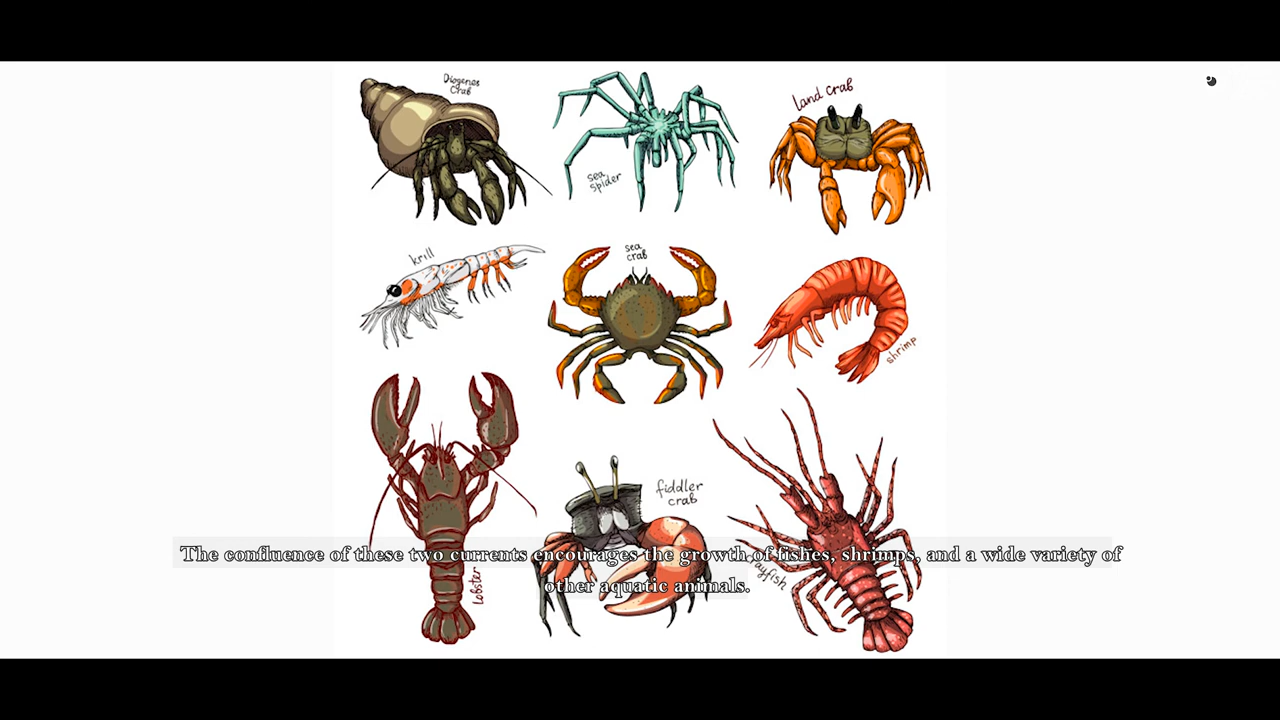 Diogenes
Crab
sea
spider
land crab
krill
sea
crab
shrimp
lobster
fiddler
crab
crayfish
The confluence of these two currents encourages the growth of fishes, shrimps, and a wide variety of
other aquatic animals.